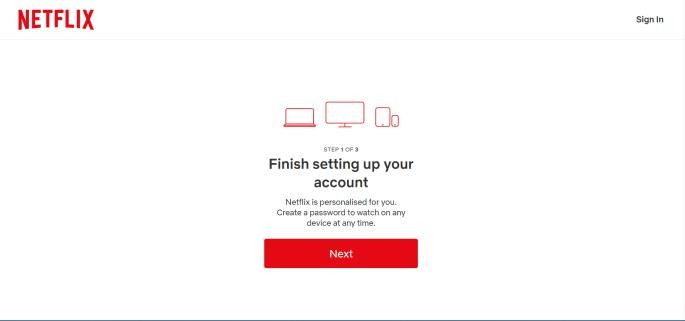 NETFLIX
Sign In
STEP 1 OF 3
Finish setting up your
account
Netflix is personalised for you.
Create a password to watch on any
device at any time.
Next